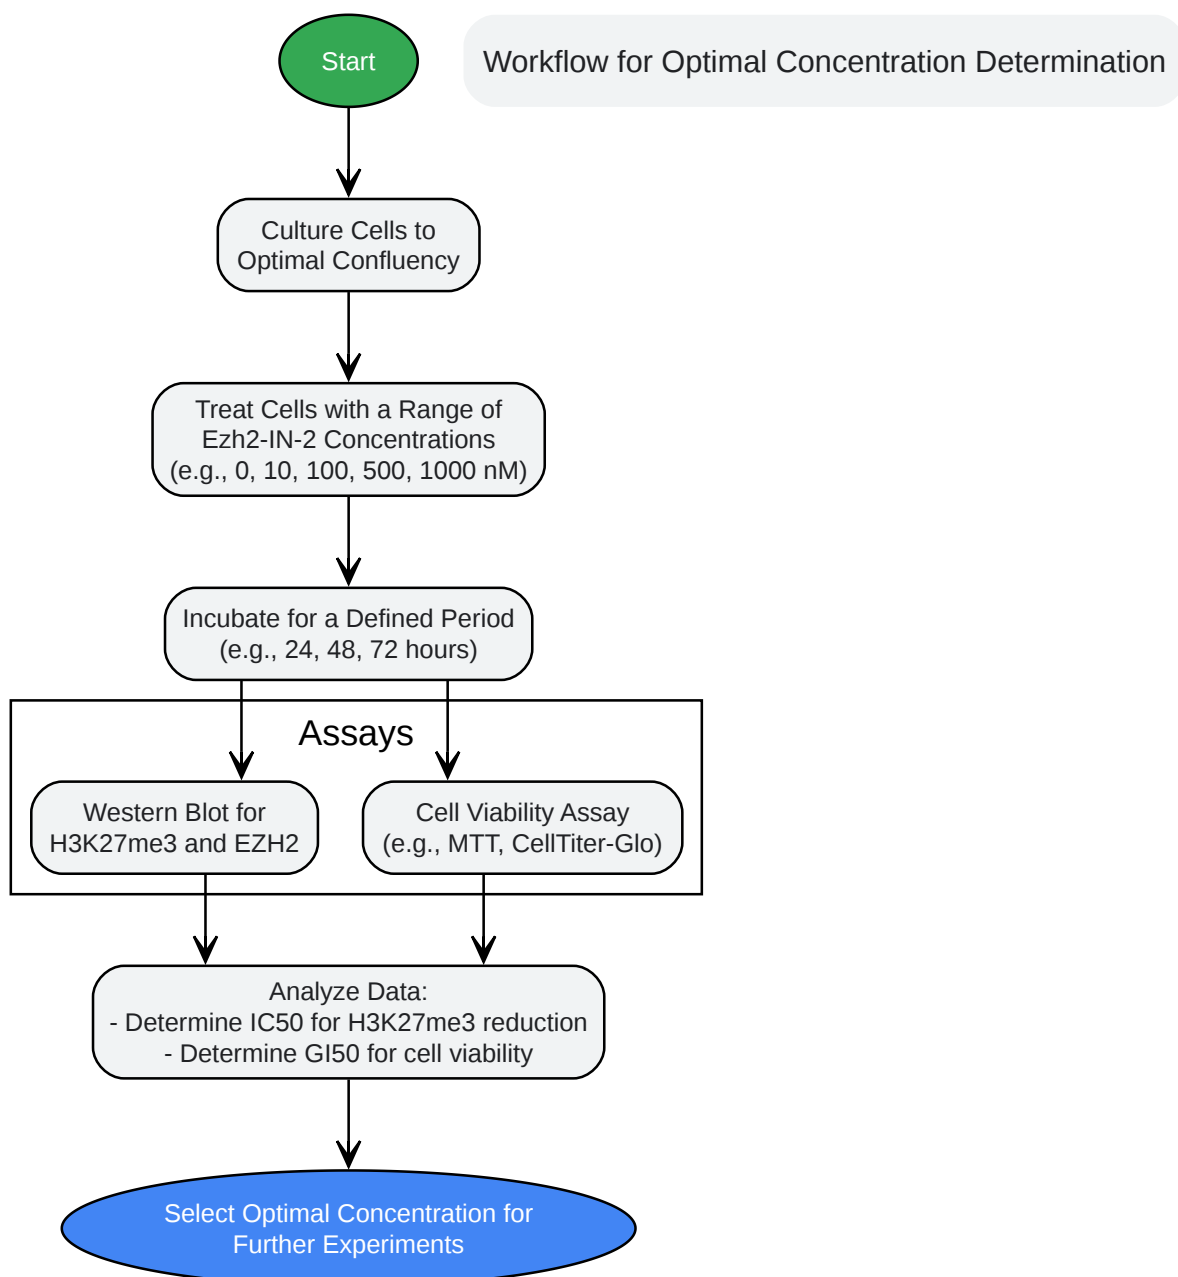 Start
Workflow for Optimal Concentration Determination
Culture Cells to
Optimal Confluency
Treat Cells with a Range of
Ezh2-IN-2 Concentrations
(e.g., 0, 10, 100, 500, 1000 nM)
Incubate for a Defined Period
(e.g., 24, 48, 72 hours)
Assays
Western Blot for
H3K27me3 and EZH2
Cell Viability Assay
(e.g., MTT, CellTiter-Glo)
Analyze Data:
- Determine IC50 for H3K27me3 reduction
- Determine GI50 for cell viability
Select Optimal Concentration for
Further Experiments